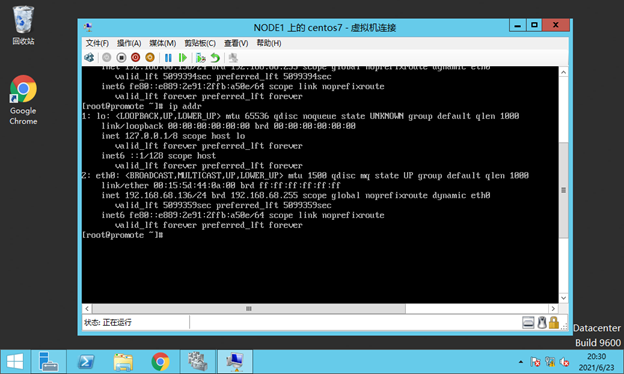 回收站
Google
Chrome
NODE1 上的 centos7 - 虚拟机连接
文件(F) 操作(A) 媒体(M) 剪贴板(C) 查看(V) 帮助(H)
valid_lft 5099394sec preferred_lft 5099394sec
inet6 fe80::e889:2e91:2ffb:a50e/64 scope link noprefixroute
valid_lft forever preferred_lft forever
[root@promote ~]# ip addr
1: lo: <LOOPBACK,UP,LOWER_UP> mtu 65536 qdisc noqueue state UNKNOWN group default qlen 1000
link/loopback 00:00:00:00:00:00 brd 00:00:00:00:00:00
inet 127.0.0.1/8 scope host lo
valid_lft forever preferred_lft forever
inet6 ::1/128 scope host
valid_lft forever preferred_lft forever
2: eth0: <BROADCAST,MULTICAST,UP,LOWER_UP> mtu 1500 qdisc mq state UP group default qlen 1000
link/ether 00:15:5d:44:0a:00 brd ff:ff:ff:ff:ff:ff
inet 192.168.68.136/24 brd 192.168.68.255 scope global noprefixroute dynamic eth0
valid_lft 5099359sec preferred_lft 5099359sec
inet6 fe80::e889:2e91:2ffb:a50e/64 scope link noprefixroute
valid_lft forever preferred_lft forever
[root@promote ~]#
状态: 正在运行
Datacenter
Build 9600
20:30
2021/6/23